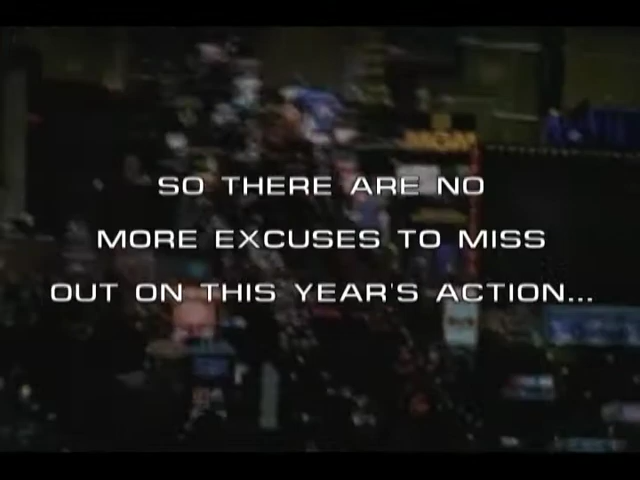 SO THERE ARE NO
MORE EXCUSES TO MISS
OUT ON THIS YEAR'S ACTION...